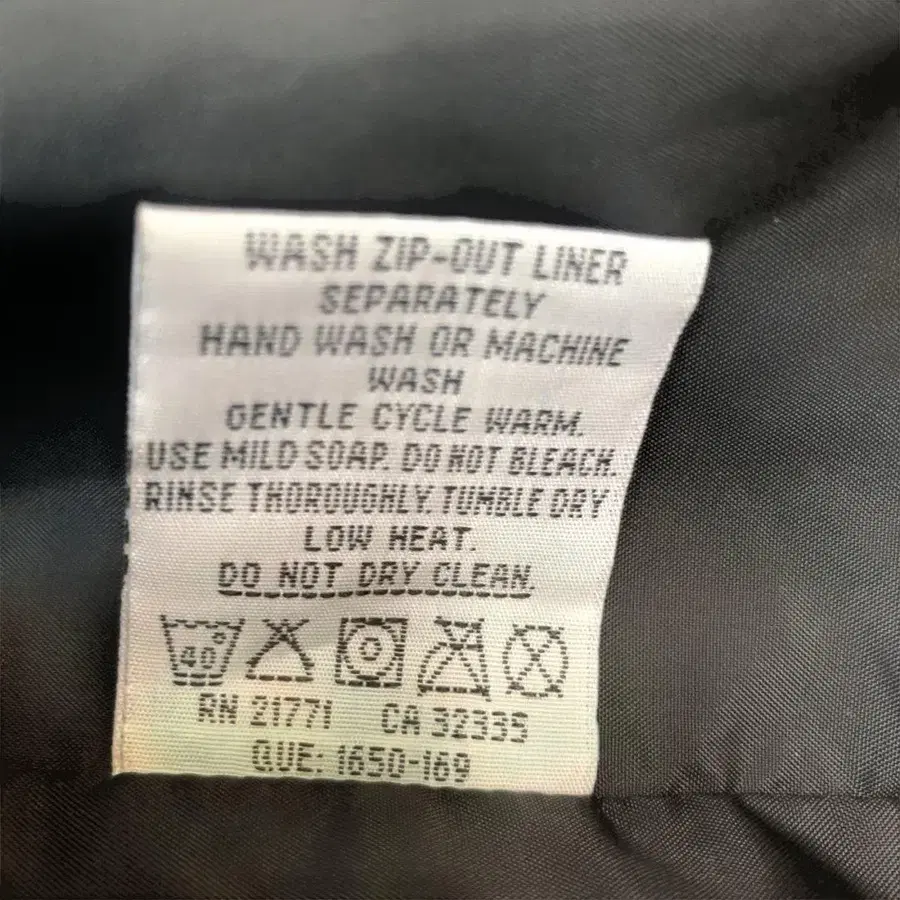 WASH ZIP-OUT LINER
SEPARATELY
HAND WASH OR MACHINE
WASH
GENTLE CYCLE WARM.
USE MILD SOAP. DO NOT BLEACH.
RINSE THOROUGHLY. TUMBLE DRY
LOW HEAT.
DO NOT DRY CLEAN.
40°
RN 21771 CA 32335
QUE: 1650-169